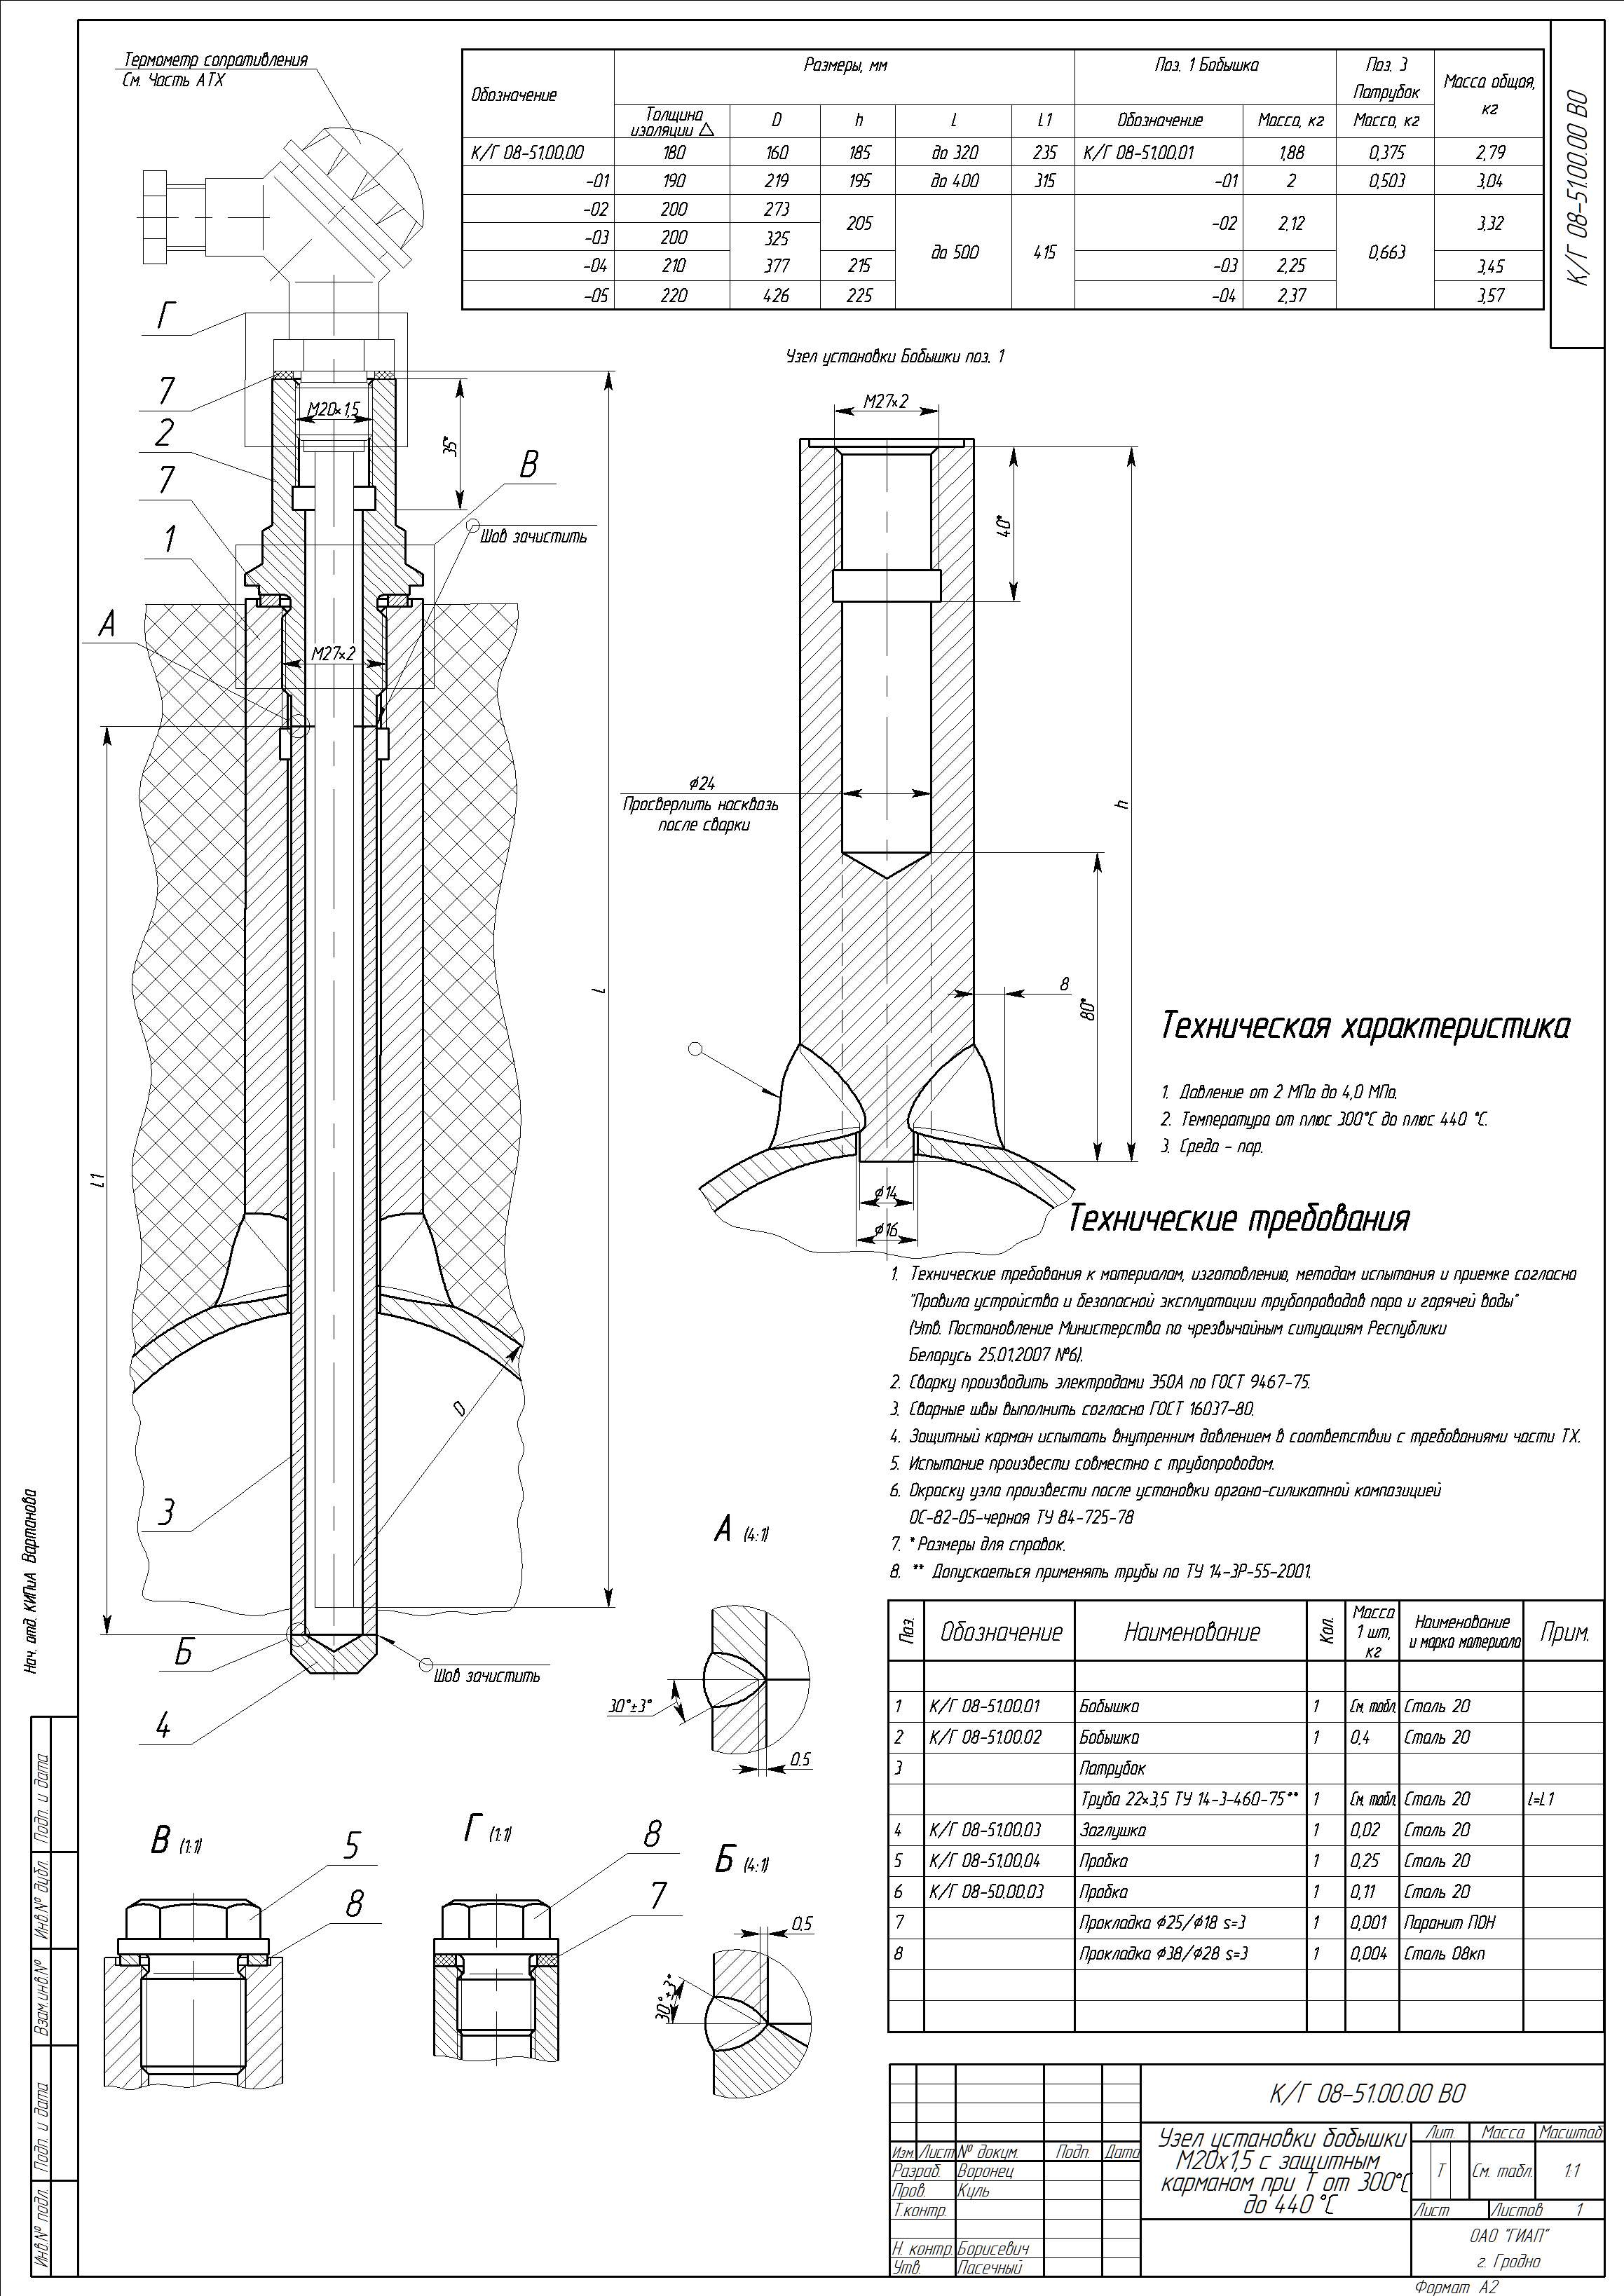 Термометр сопротивления
См. Часть АТХ
Обозначение
Размеры, мм
Поз. 1 Бобышка
Поз. 3
Патрубок
Масса общая,
кг
Толщина
изоляции △
D
h
L
L1
Обозначение
Масса, кг
Масса, кг
К/Г 08-51.00.00 180 160 185 до 320 235 К/Г 08-51.00.01 1,88 0,375 2,79
-01 190 219 195 до 400 315 -01 2 0,503 3,04
-02 200 273 205 до 500 415 -02 2,12 0,663 3,32
-03 200 325
-04 210 377 215 -03 2,25 3,45
-05 220 426 225 -04 2,37 3,57
К/Г 08-51.00.00 ВО
Г
7
2
7
1
А
М20×1,5
35*
В
Шов зачистить
М27×2
L1
L
D
3
Б
4
Шов зачистить
Узел установки Бобышки поз. 1
М27×2
40*
h
ϕ24
Просверлить насквозь
после сварки
80*
8
ϕ14
ϕ16
Техническая характеристика
1. Давление от 2 МПа до 4,0 МПа.
2. Температура от плюс 300°С до плюс 440 °С.
3. Среда - пар.
Технические требования
1. Технические требования к материалам, изготовлению, методам испытания и приемке согласно
"Правила устройства и безопасной эксплуатации трубопроводов пара и горячей воды"
(Утв. Постановление Министерства по чрезвычайным ситуациям Республики
Беларусь 25.01.2007 №6).
2. Сварку производить электродами Э50А по ГОСТ 9467-75.
3. Сварные швы выполнить согласно ГОСТ 16037-80.
4. Защитный карман испытать внутренним давлением в соответствии с требованиями части ТХ.
5. Испытание произвести совместно с трубопроводом.
6. Окраску узла произвести после установки органо-силикатной композицией
ОС-82-05-черная ТУ 84-725-78
7. * Размеры для справок.
8. ** Допускаеться применять трубы по ТУ 14-3Р-55-2001.
А (4:1)
30°±3°
0.5
Б (4:1)
0.5
30°±3°
В (1:1)
5
8
Г (1:1)
8
7
Поз. Обозначение Наименование Кол. Масса 1 шт, кг Наименование и марка материала Прим.
1 К/Г 08-51.00.01 Бобышка 1 См. табл. Сталь 20
2 К/Г 08-51.00.02 Бобышка 1 0,4 Сталь 20
3 Патрубок
Труба 22×3,5 ТУ 14-3-460-75** 1 См. табл. Сталь 20 l=L1
4 К/Г 08-51.00.03 Заглушка 1 0,02 Сталь 20
5 К/Г 08-51.00.04 Пробка 1 0,25 Сталь 20
6 К/Г 08-50.00.03 Пробка 1 0,11 Сталь 20
7 Прокладка ϕ25/ϕ18 s=3 1 0,001 Паронит ПОН
8 Прокладка ϕ38/ϕ28 s=3 1 0,004 Сталь 08кп
К/Г 08-51.00.00 ВО
Узел установки бобышки
М20х1,5 с защитным
карманом при Т от 300°С
до 440 °С
Лит. Масса Масштаб
Т См. табл. 1:1
Лист Листов 1
ОАО "ГИАП"
г. Гродно
Изм. Лист № докум. Подп. Дата
Разраб. Воронец
Пров. Куль
Т.контр.
Н. контр. Борисевич
Утв. Пасечный
Формат А2
Нач. отд. КИПиА Вартанова
Подп. и дата
Инв.№ дубл.
Взам.инв.№
Подп. и дата
Инв.№ подл.